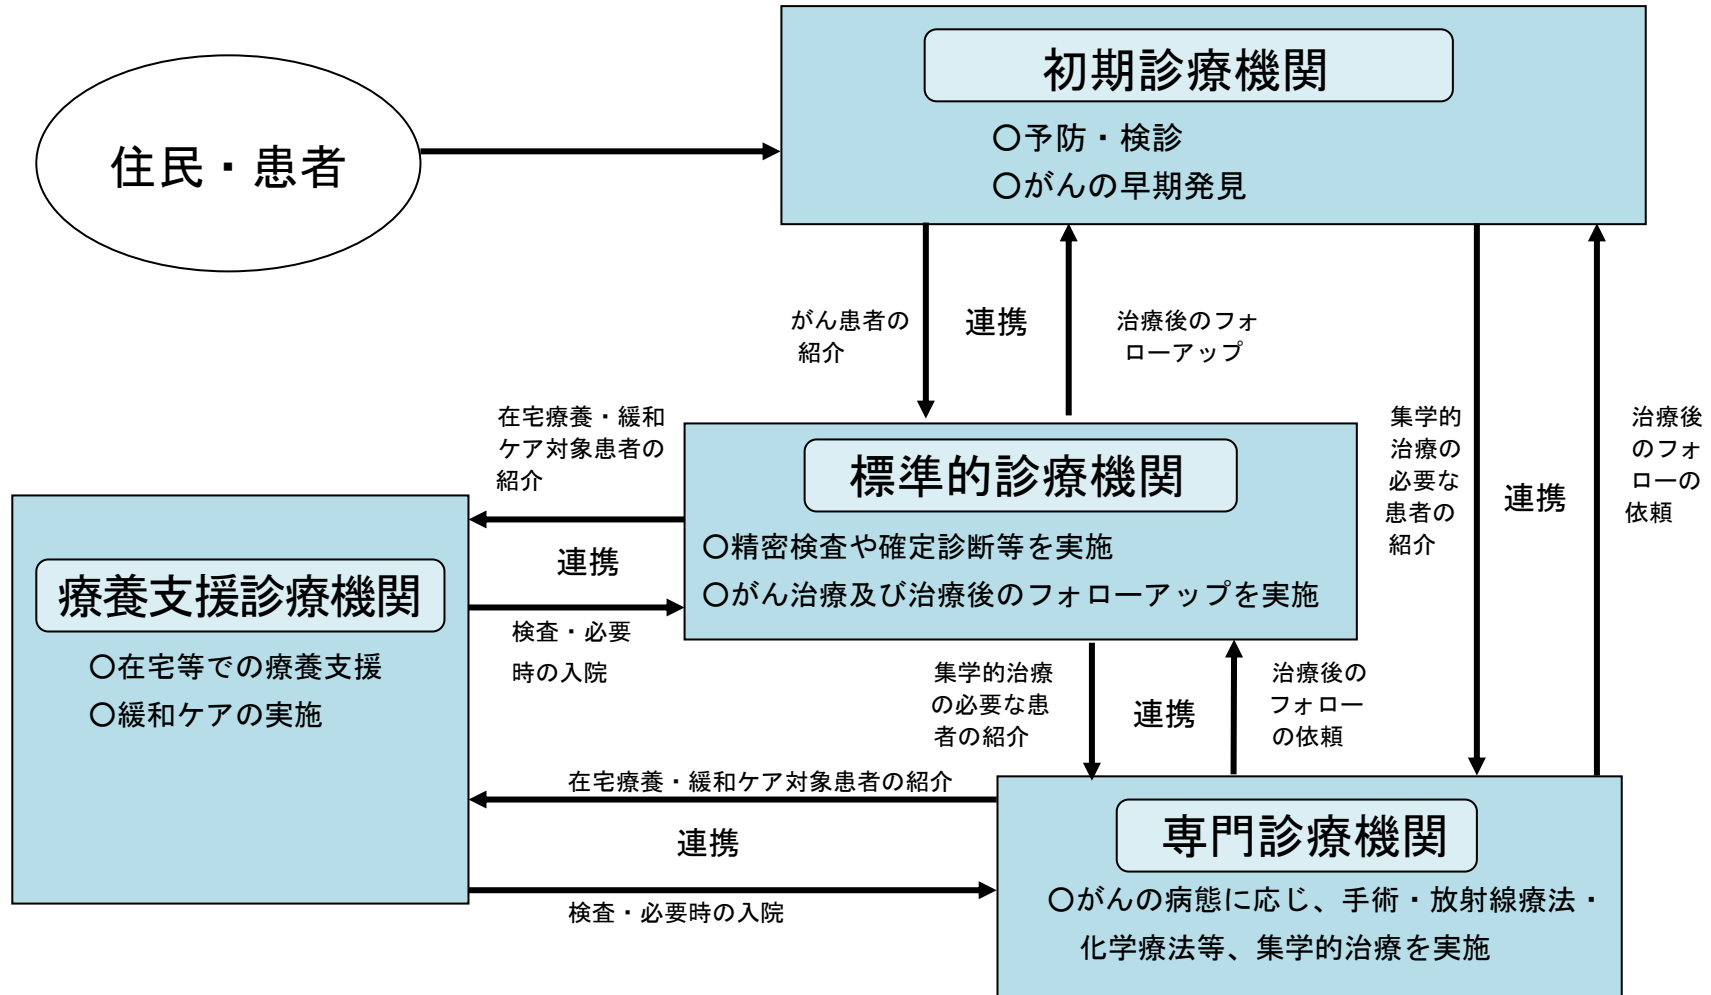 初期診療機関
〇予防・検診
〇がんの早期発見
住民・患者
がん患者の
紹介
連携
治療後のフォ
ローアップ
集学的
治療の
必要な
患者の
紹介
連携
治療後
のフォ
ローの
依頼
在宅療養・緩和
ケア対象患者の
紹介
連携
検査・必要
時の入院
標準的診療機関
〇精密検査や確定診断等を実施
〇がん治療及び治療後のフォローアップを実施
療養支援診療機関
〇在宅等での療養支援
〇緩和ケアの実施
集学的治療
の必要な患
者の紹介
連携
治療後の
フォロー
の依頼
在宅療養・緩和ケア対象患者の紹介
連携
検査・必要時の入院
専門診療機関
〇がんの病態に応じ、手術・放射線療法・
化学療法等、集学的治療を実施